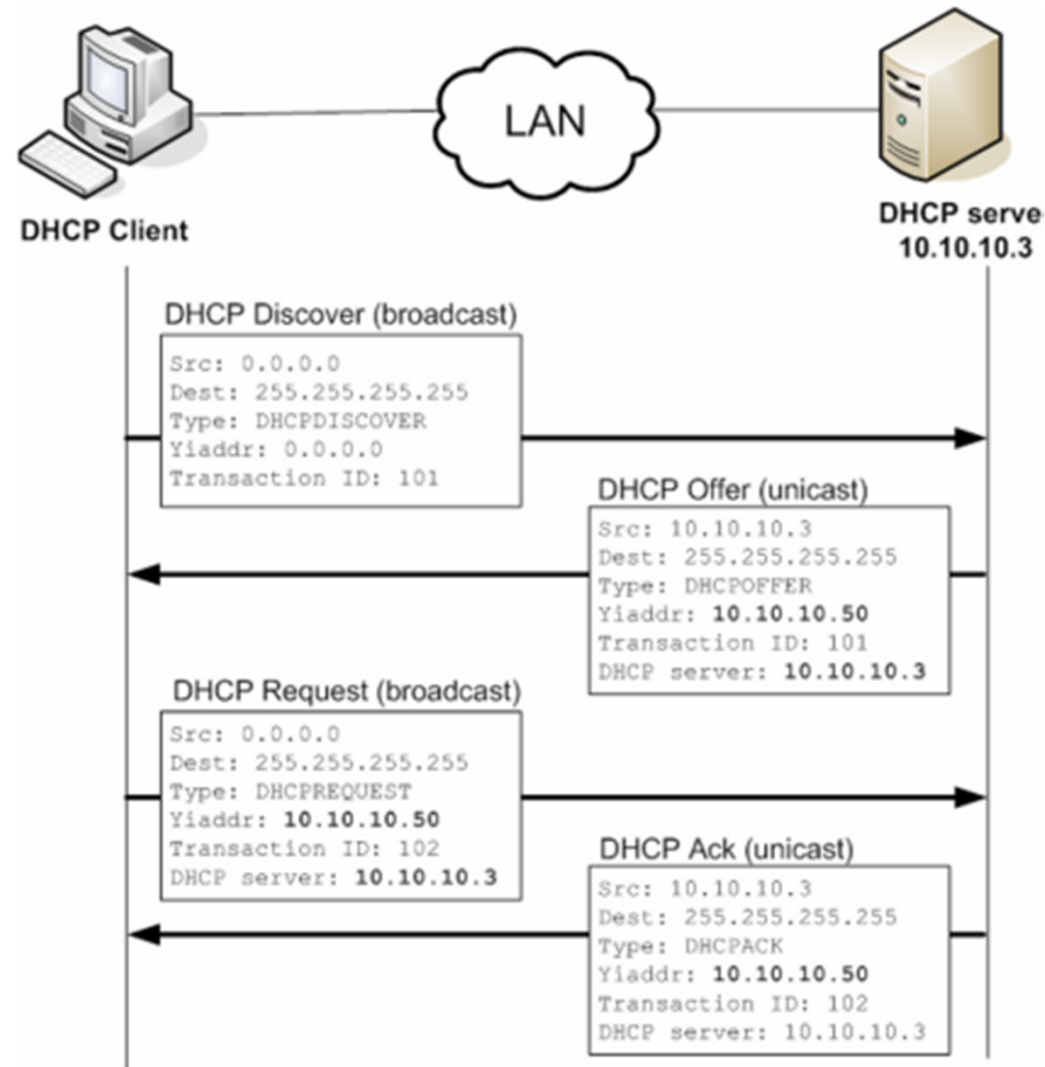 LAN
DHCP Client
DHCP serve
10.10.10.3
DHCP Discover (broadcast)
Src: 0.0.0.0
Dest: 255.255.255.255
Type: DHCPDISCOVER
Yiaddr: 0.0.0.0
Transaction ID: 101
DHCP Offer (unicast)
Src: 10.10.10.3
Dest: 255.255.255.255
Type: DHCPOFFER
Yiaddr: 10.10.10.50
Transaction ID: 101
DHCP server: 10.10.10.3
DHCP Request (broadcast)
Src: 0.0.0.0
Dest: 255.255.255.255
Type: DHCPREQUEST
Yiaddr: 10.10.10.50
Transaction ID: 102
DHCP server: 10.10.10.3
DHCP Ack (unicast)
Src: 10.10.10.3
Dest: 255.255.255.255
Type: DHCPACK
Yiaddr: 10.10.10.50
Transaction ID: 102
DHCP server: 10.10.10.3